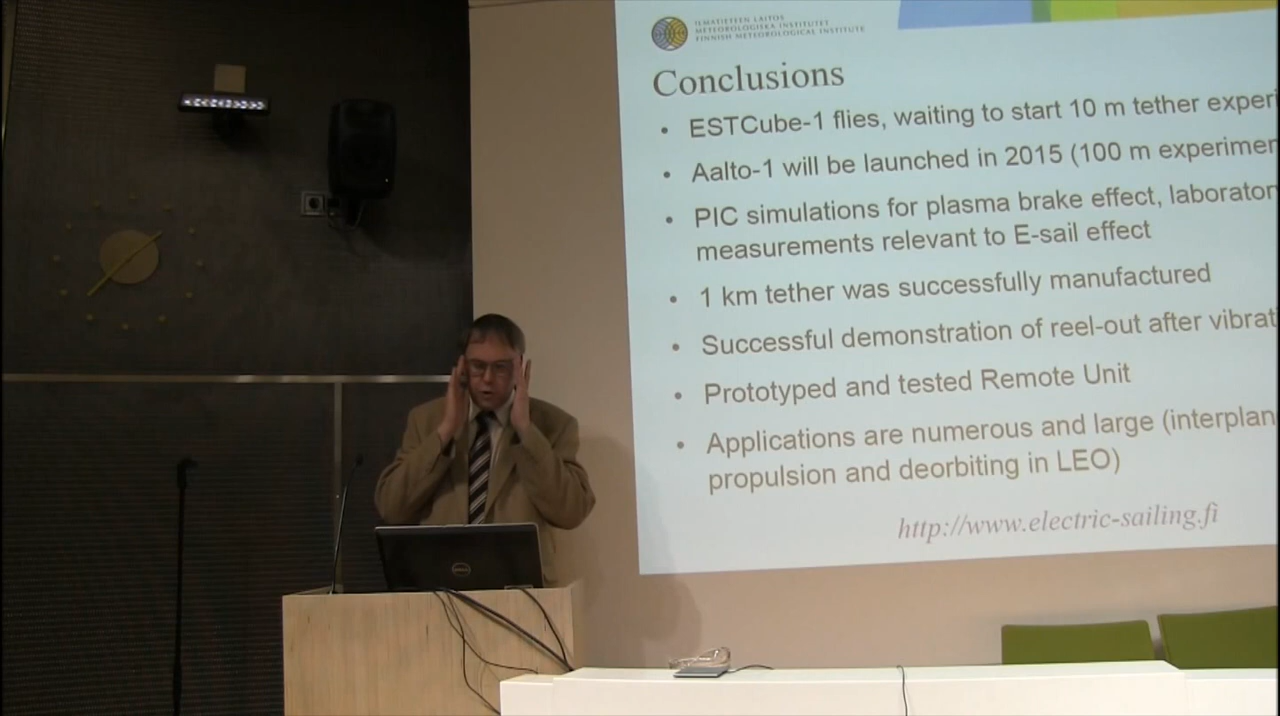 ILMATIETEEN LAITOS
METEOROLOGISKA INSTITUTET
FINNISH METEOROLOGICAL INSTITUTE
Conclusions
• ESTCube-1 flies, waiting to start 10 m tether experi
• Aalto-1 will be launched in 2015 (100 m experimen
• PIC simulations for plasma brake effect, laborator
measurements relevant to E-sail effect
• 1 km tether was successfully manufactured
• Successful demonstration of reel-out after vibrat
• Prototyped and tested Remote Unit
• Applications are numerous and large (interplan
propulsion and deorbiting in LEO)
http://www.electric-sailing.fi
DELL